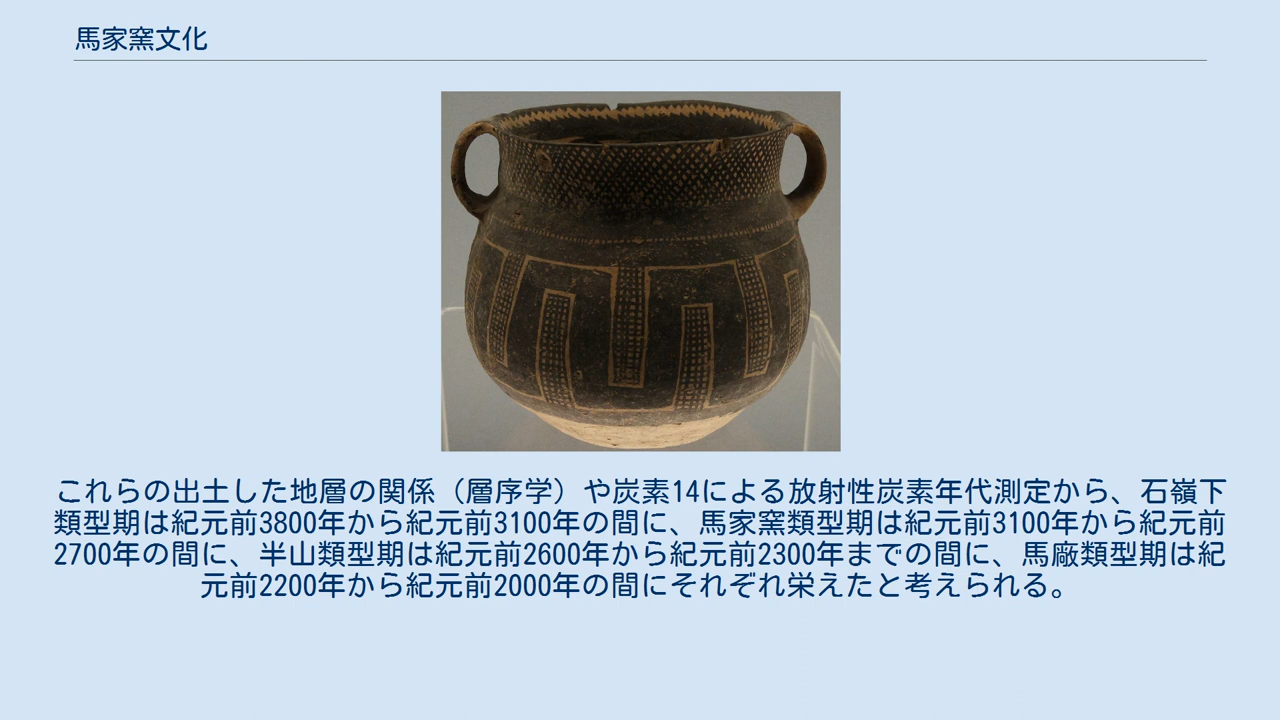 馬家窯文化
これらの出土した地層の関係（層序学）や炭素14による放射性炭素年代測定から、石嶺下
類型期は紀元前3800年から紀元前3100年の間に、馬家窯類型期は紀元前3100年から紀元前
2700年の間に、半山類型期は紀元前2600年から紀元前2300年までの間に、馬廠類型期は紀
元前2200年から紀元前2000年の間にそれぞれ栄えたと考えられる。